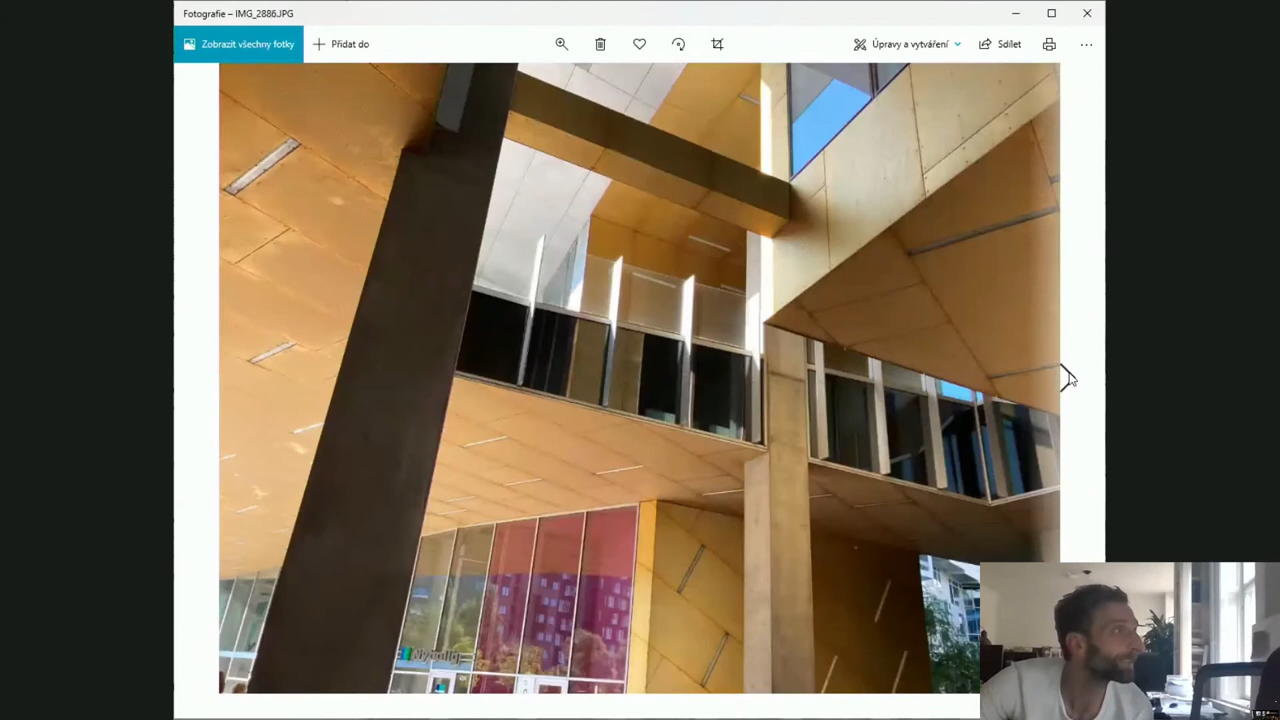 Fotografie – IMG_2886.JPG
Zobrazit všechny fotky
Přidat do
Úpravy a vytváření
Sdílet